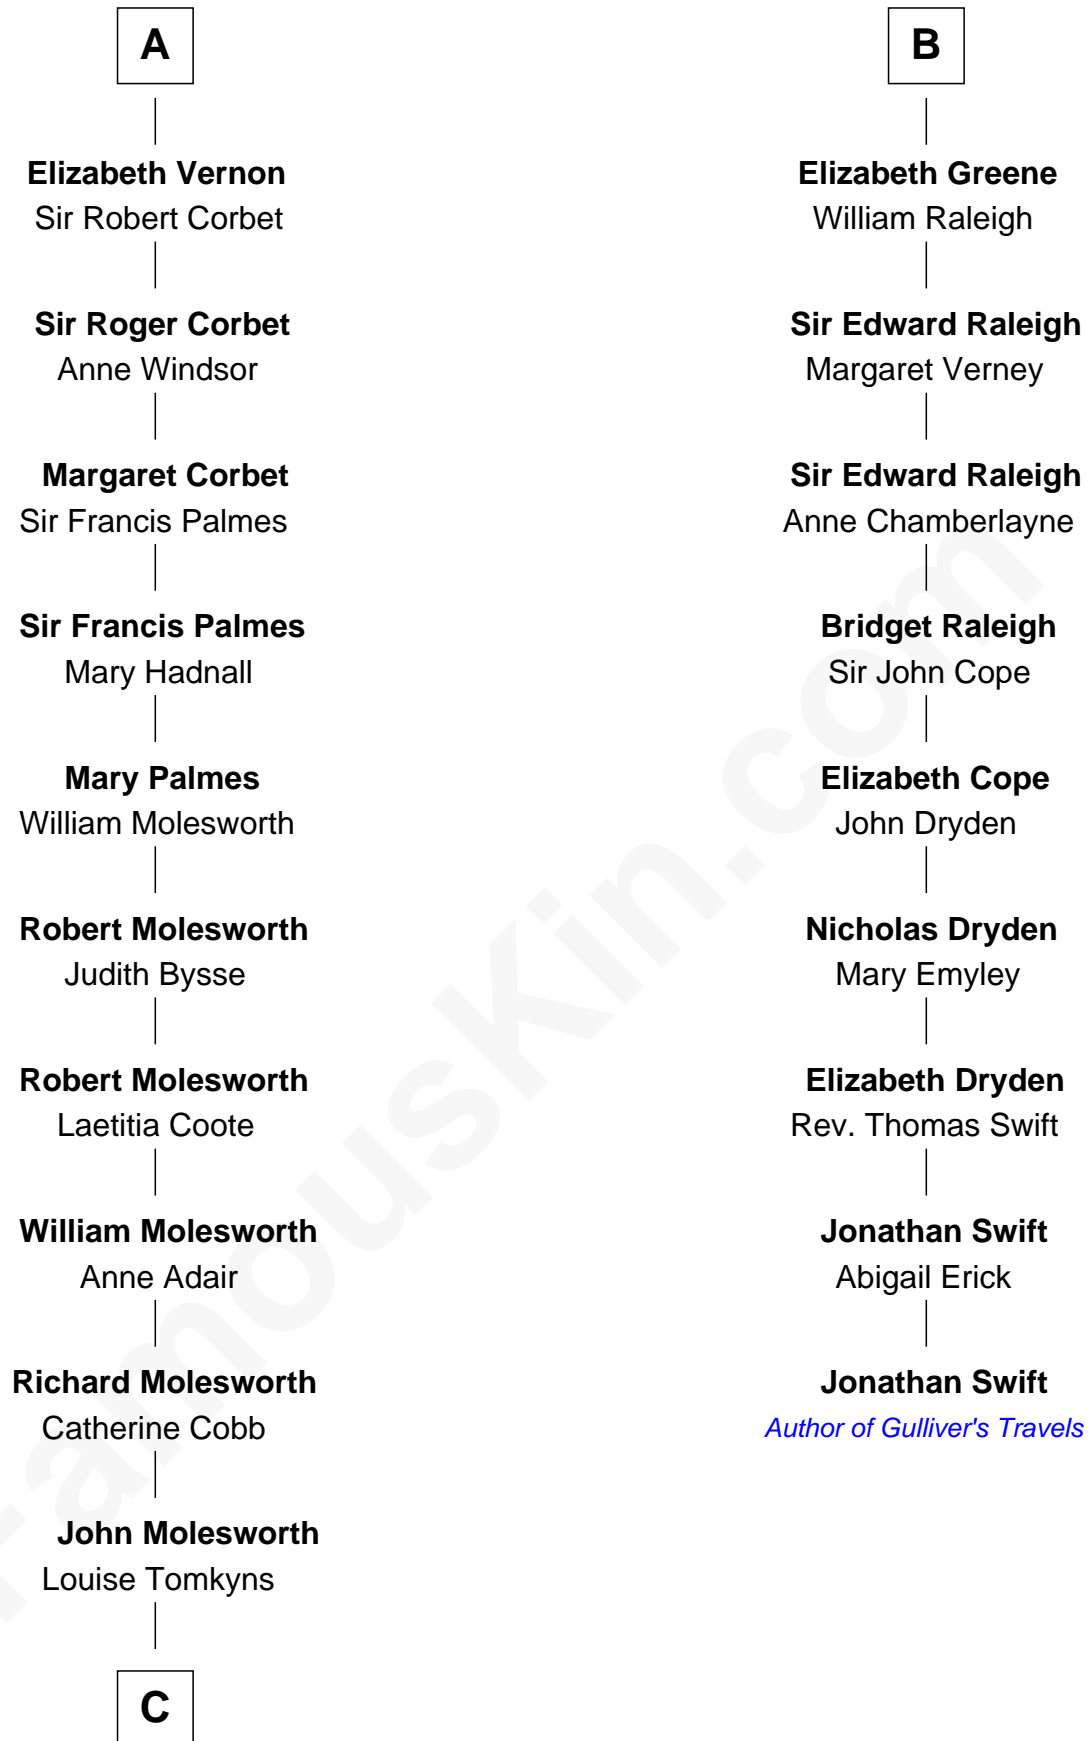 A
Elizabeth Vernon
Sir Robert Corbet
Sir Roger Corbet
Anne Windsor
Margaret Corbet
Sir Francis Palmes
Sir Francis Palmes
Mary Hadnall
Mary Palmes
William Molesworth
Robert Molesworth
Judith Bysse
Robert Molesworth
Laetitia Coote
William Molesworth
Anne Adair
Richard Molesworth
Catherine Cobb
John Molesworth
Louise Tomkyns
C
B
Elizabeth Greene
William Raleigh
Sir Edward Raleigh
Margaret Verney
Sir Edward Raleigh
Anne Chamberlayne
Bridget Raleigh
Sir John Cope
Elizabeth Cope
John Dryden
Nicholas Dryden
Mary Emyley
Elizabeth Dryden
Rev. Thomas Swift
Jonathan Swift
Abigail Erick
Jonathan Swift
Author of Gulliver's Travels
FamousKin.com